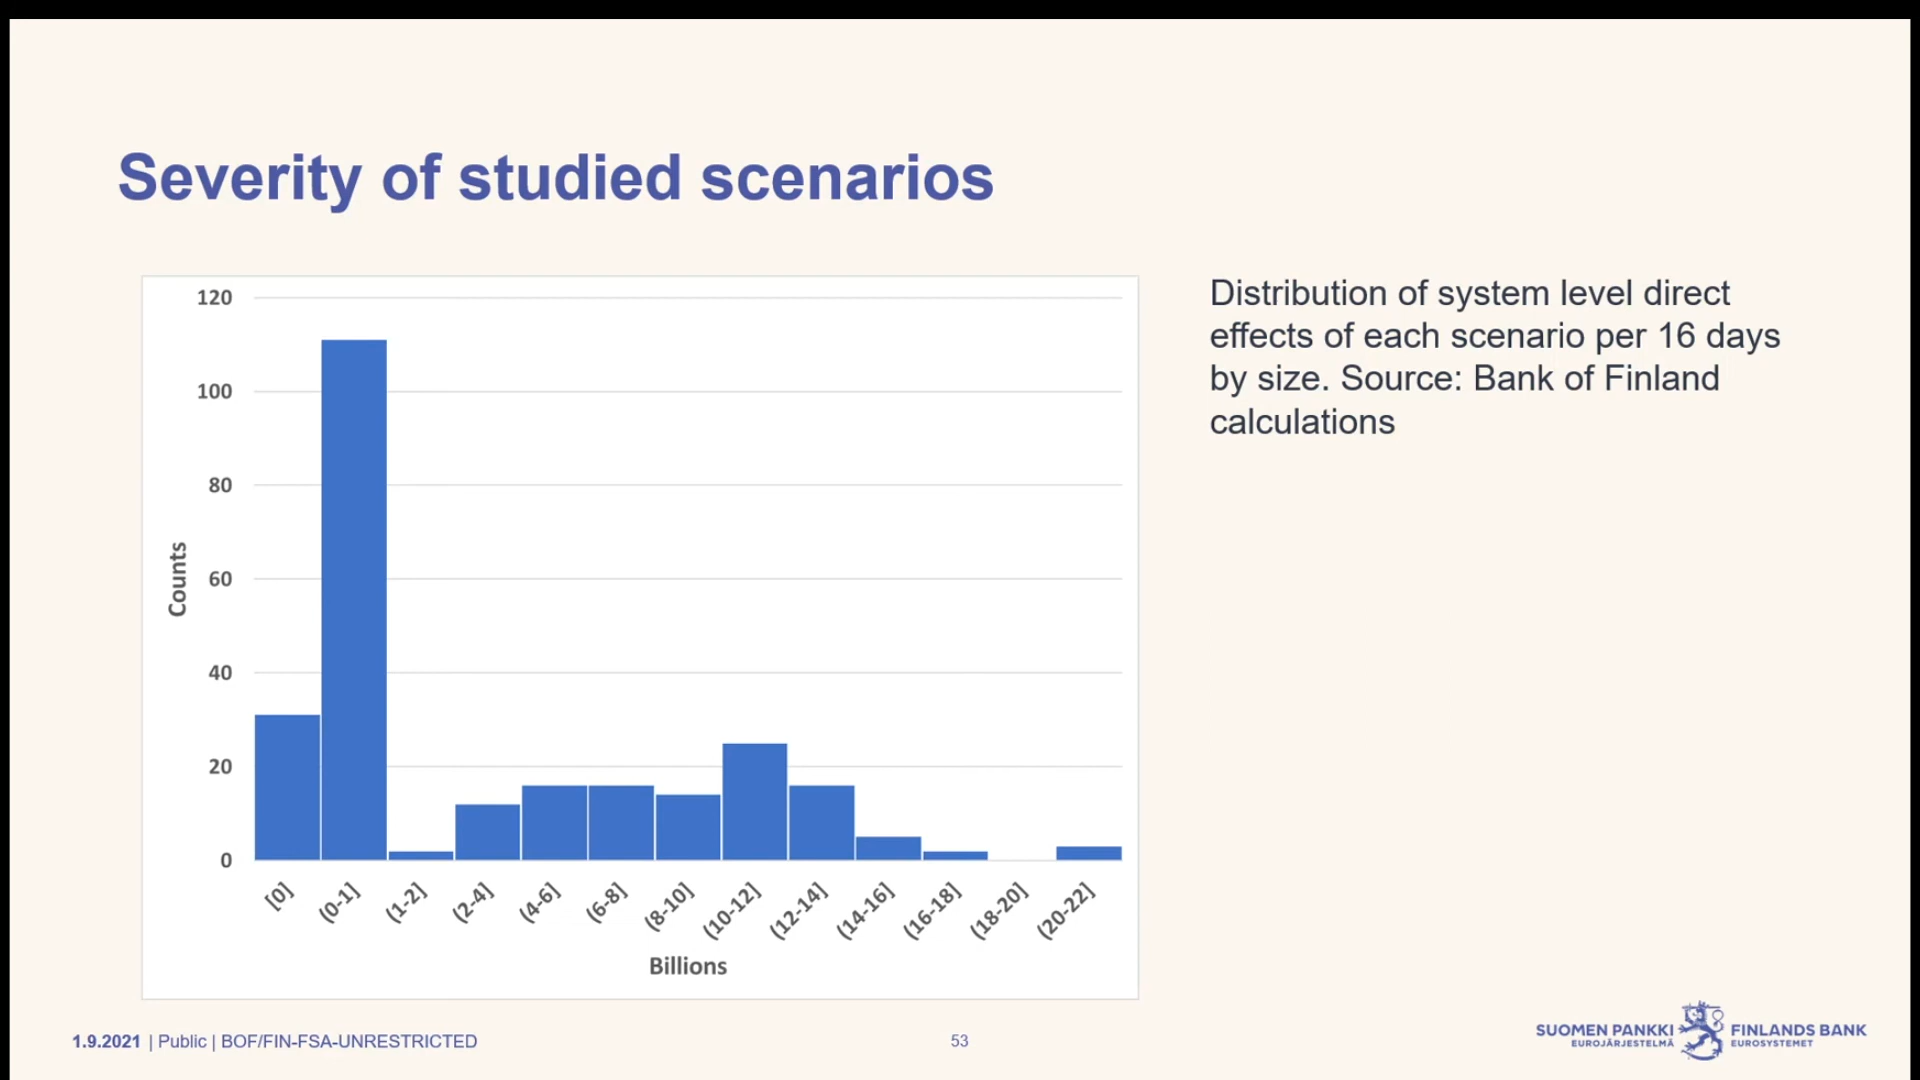 Severity of studied scenarios
120
100
80
60
40
20
0
Counts
[0]
(0-1]
(1-2]
(2-4]
(4-6]
(6-8]
(8-10]
(10-12]
(12-14]
(14-16]
(16-18]
(18-20]
(20-22]
Billions
Distribution of system level direct
effects of each scenario per 16 days
by size. Source: Bank of Finland
calculations
1.9.2021 | Public | BOF/FIN-FSA-UNRESTRICTED
53
SUOMEN PANKKI
EUROJÄRJESTELMÄ
FINLANDS BANK
EUROSYSTEMET